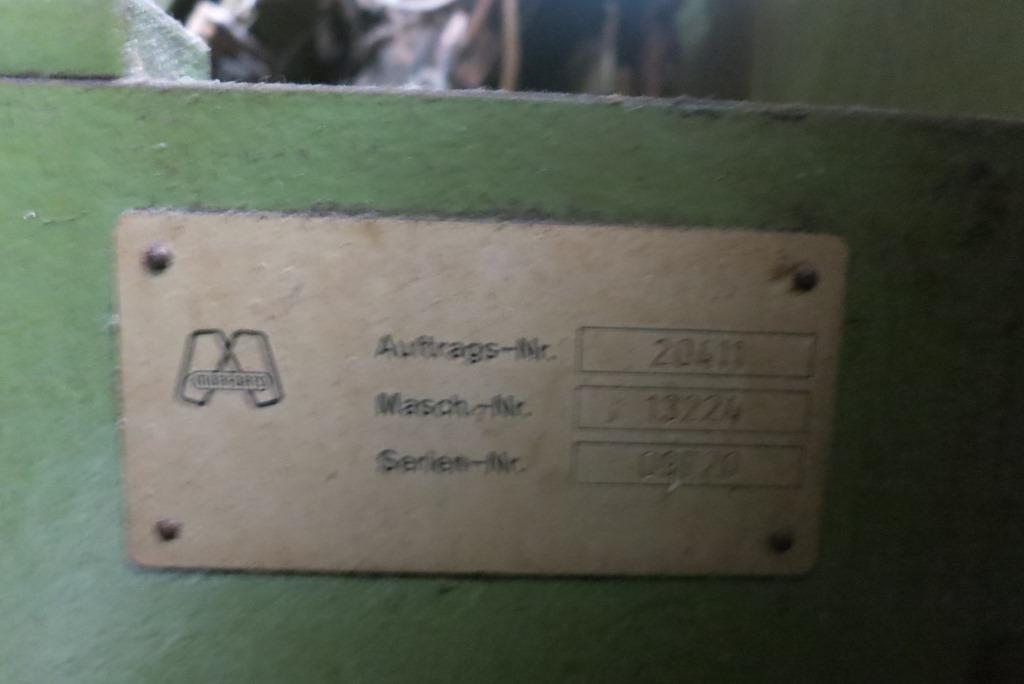 Auftrags-Nr. 20411
Masch.-Nr. 13224
Serien-Nr.